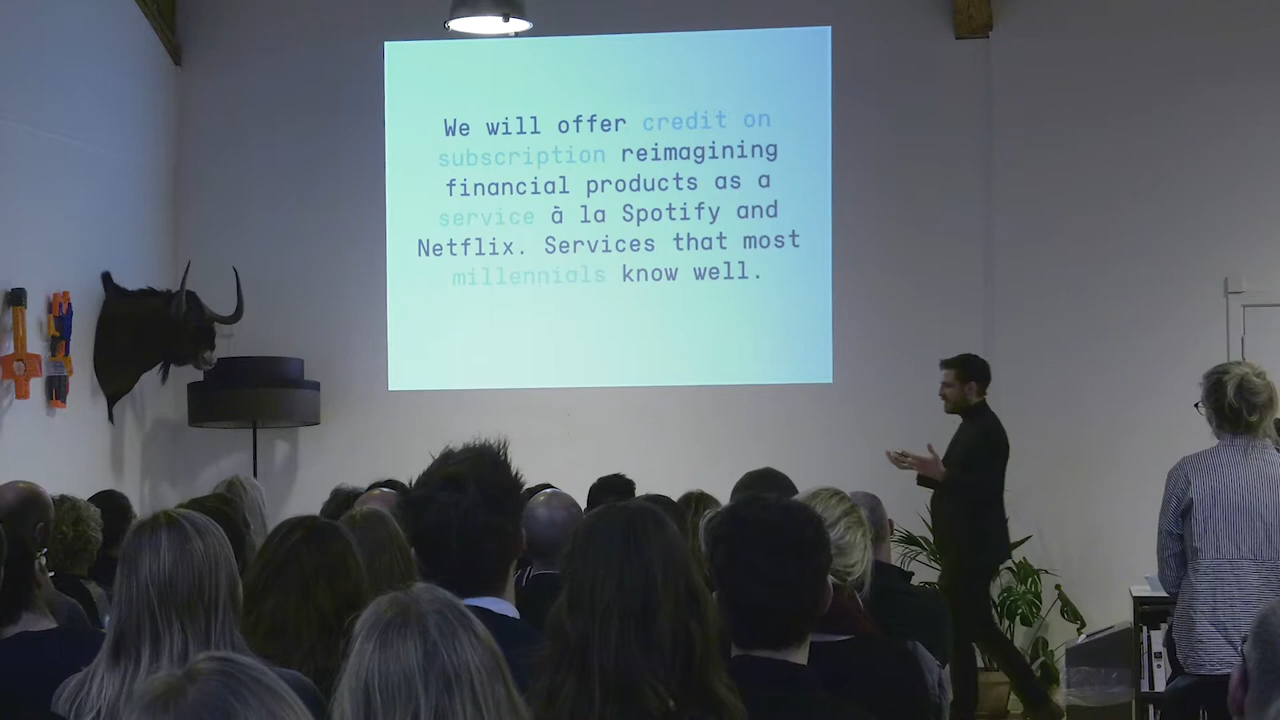 We will offer credit on
subscription reimagining
financial products as a
service à la Spotify and
Netflix. Services that most
millennials know well.